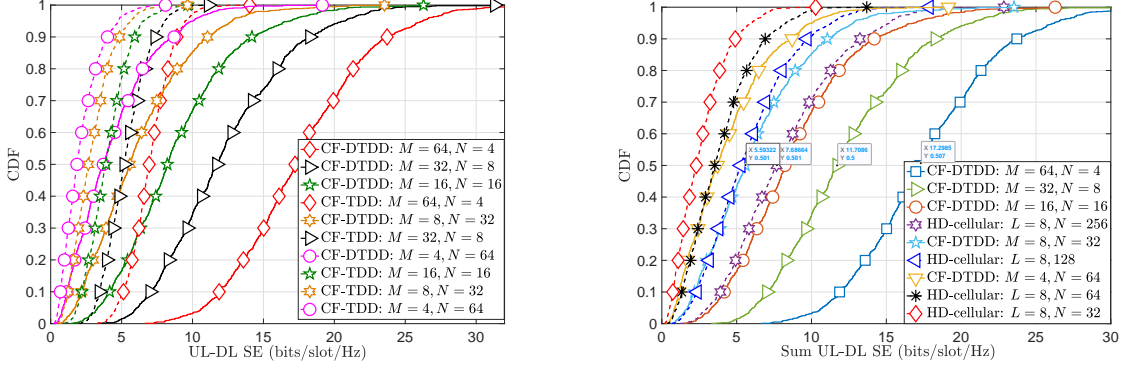 1
0.9
0.8
0.7
0.6
0.5
0.4
0.3
0.2
0.1
0
CDF
0 5 10 15 20 25 30
UL-DL SE (bits/slot/Hz)
CF-DTDD: M = 64, N = 4
CF-DTDD: M = 32, N = 8
CF-DTDD: M = 16, N = 16
CF-TDD: M = 64, N = 4
CF-DTDD: M = 8, N = 32
CF-TDD: M = 32, N = 8
CF-DTDD: M = 4, N = 64
CF-TDD: M = 16, N = 16
CF-TDD: M = 8, N = 32
CF-TDD: M = 4, N = 64
1
0.9
0.8
0.7
0.6
0.5
0.4
0.3
0.2
0.1
0
CDF
0 5 10 15 20 25 30
Sum UL-DL SE (bits/slot/Hz)
X 5.59322
Y 0.501
X 7.68664
Y 0.501
X 11.7086
Y 0.5
X 17.2985
Y 0.507
CF-DTDD: M = 64, N = 4
CF-DTDD: M = 32, N = 8
CF-DTDD: M = 16, N = 16
HD-cellular: L = 8, N = 256
CF-DTDD: M = 8, N = 32
HD-cellular: L = 8, 128
CF-DTDD: M = 4, N = 64
HD-cellular: L = 8, N = 64
HD-cellular: L = 8, N = 32